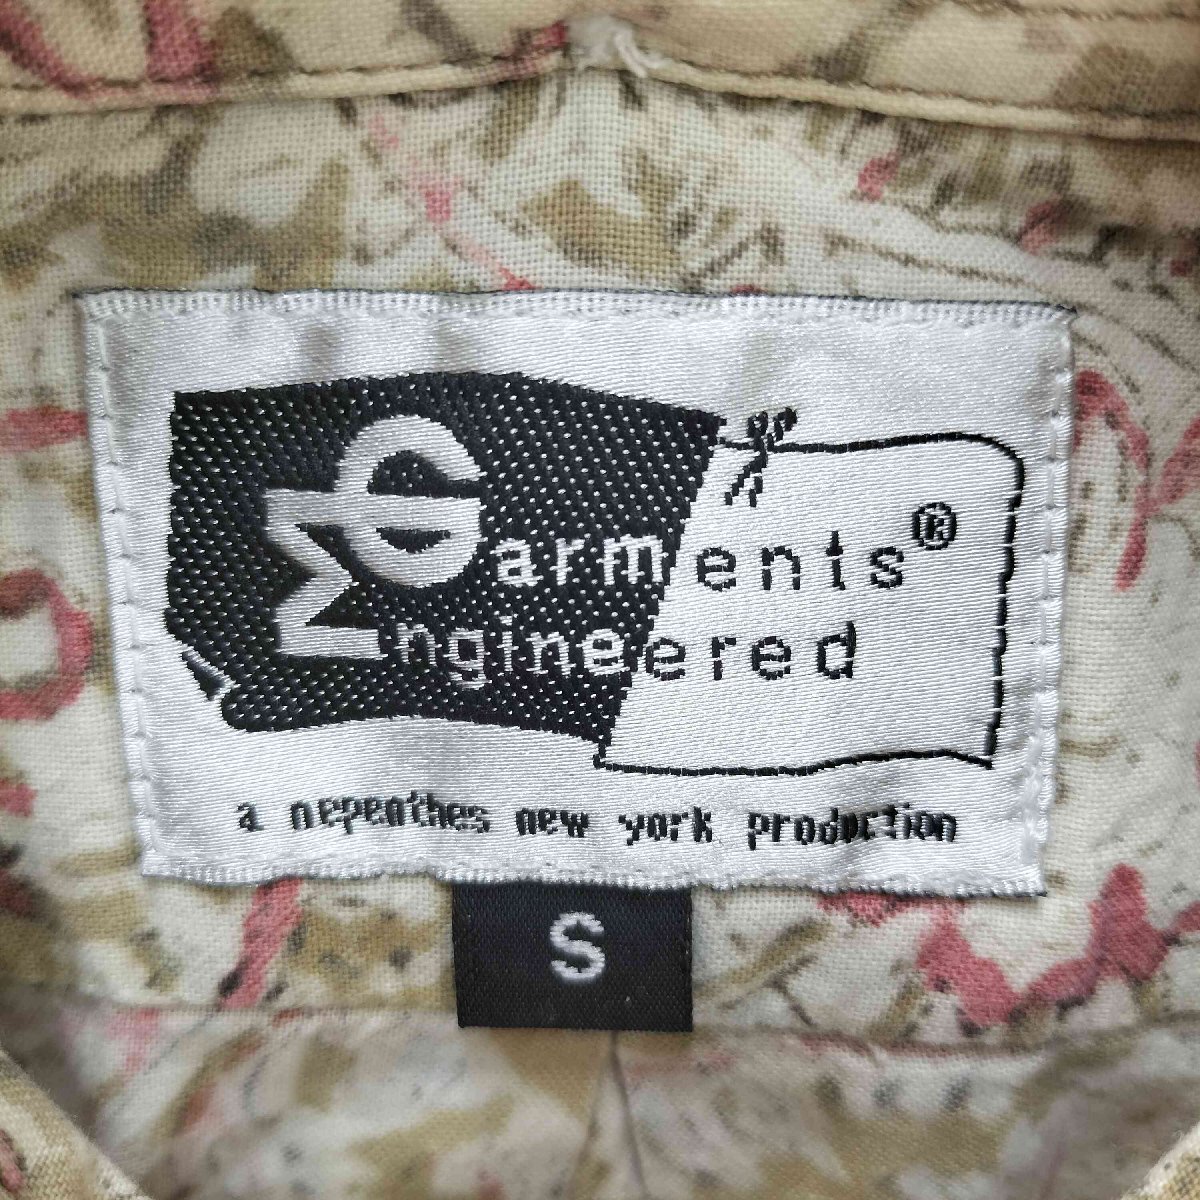 Garments®
Engineered
a nepenthes new york production
S